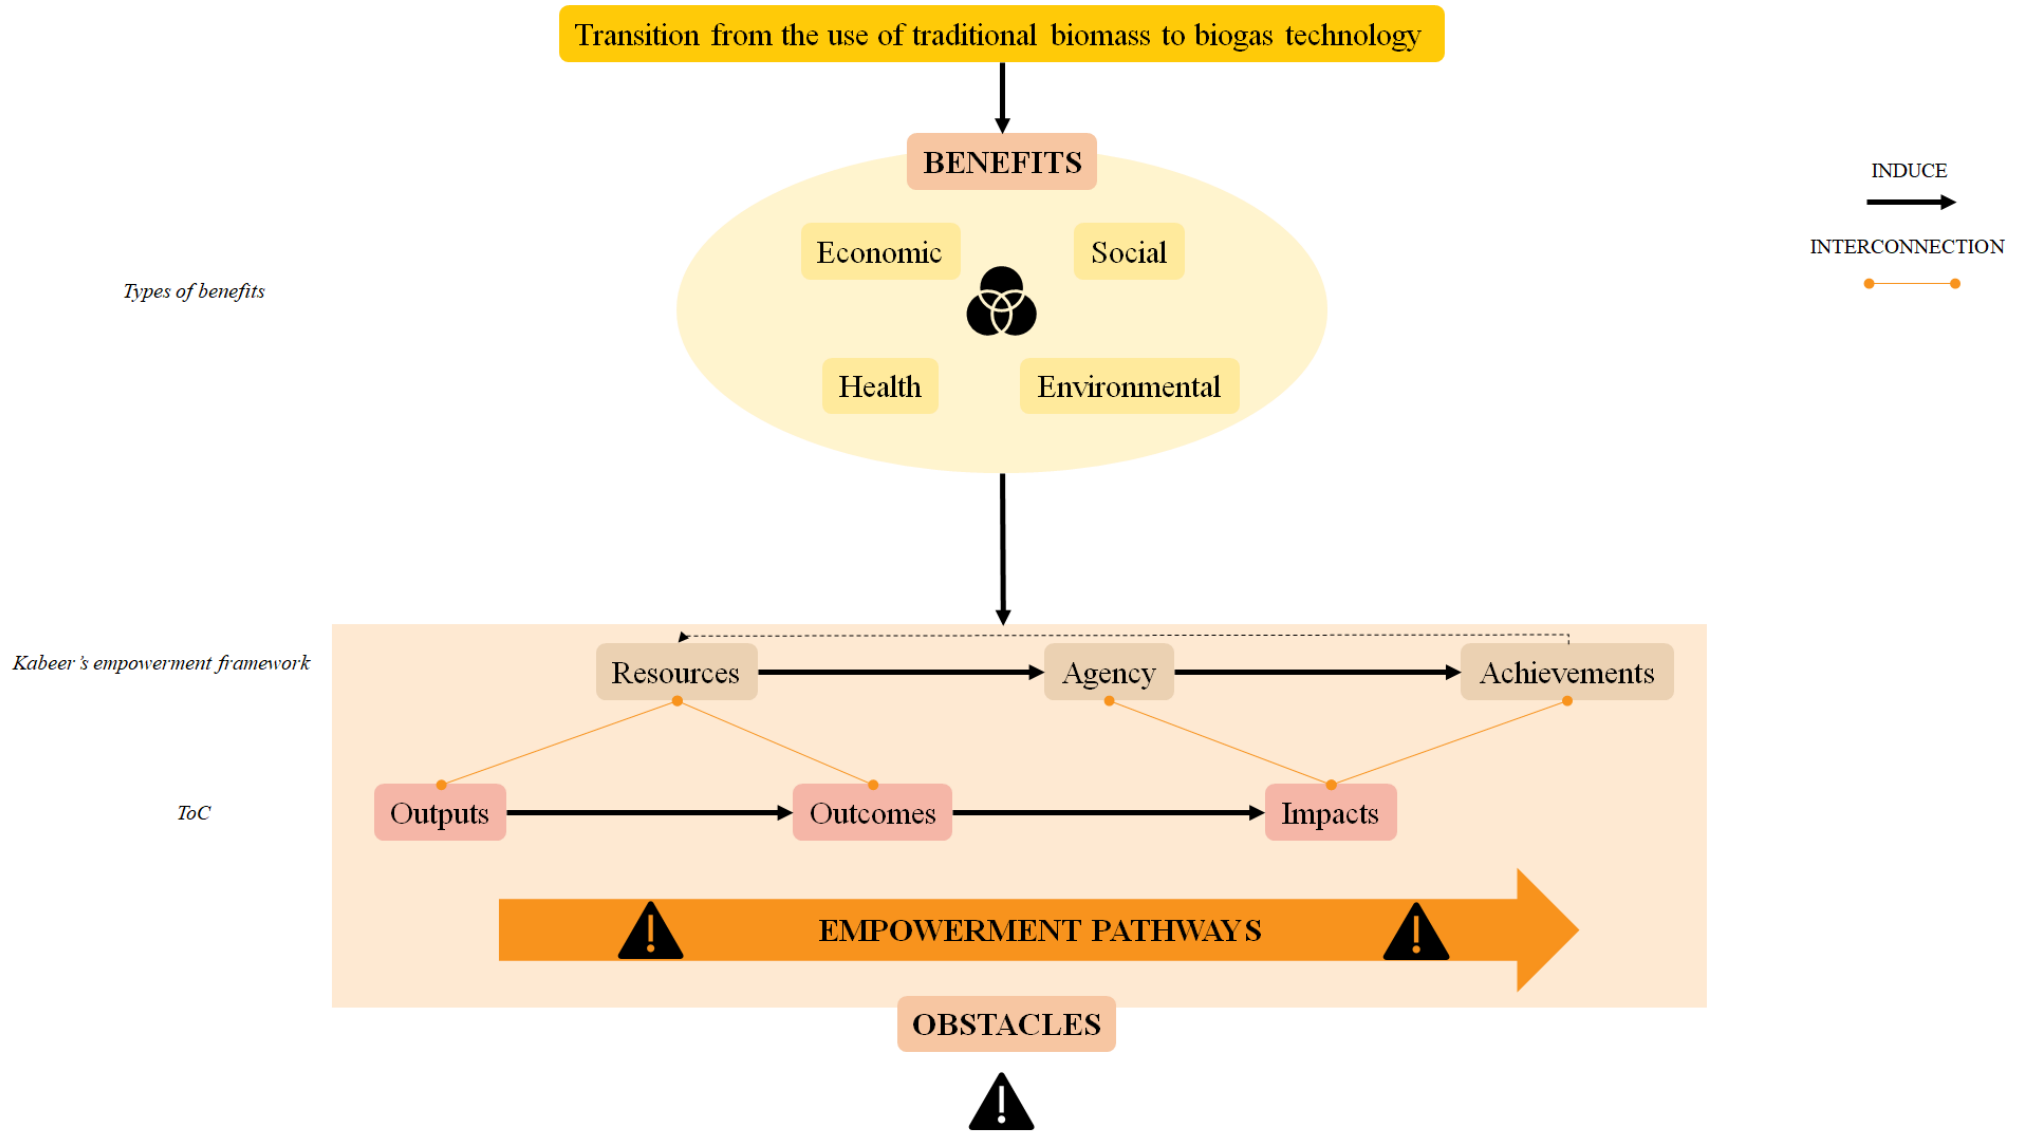 Transition from the use of traditional biomass to biogas technology
BENEFITS
INDUCE
INTERCONNECTION
Economic
Social
Types of benefits
Health
Environmental
Kabeer's empowerment framework
Resources
Agency
Achievements
ToC
Outputs
Outcomes
Impacts
EMPOWERMENT PATHWAYS
OBSTACLES